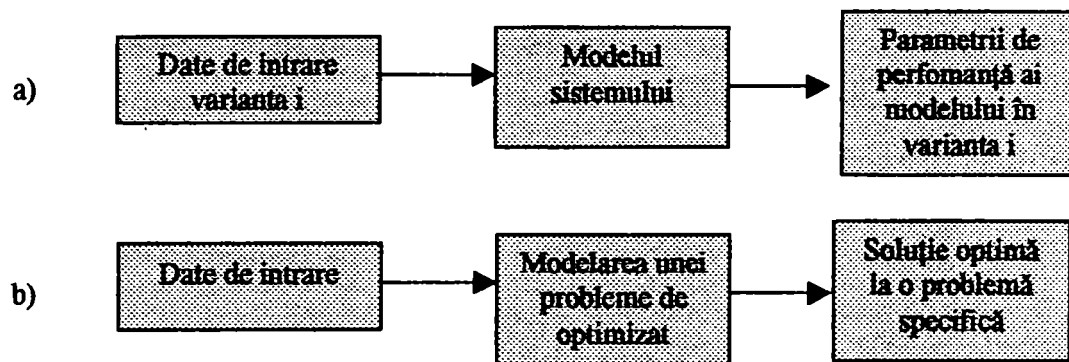 a)
Date de intrare
varianta i
Modelul
sistemului
Parametrii de
perfomanță ai
modelului în
varianta i
b)
Date de intrare
Modelarea unei
probleme de
optimizat
Soluție optimă
la o problemă
specifică